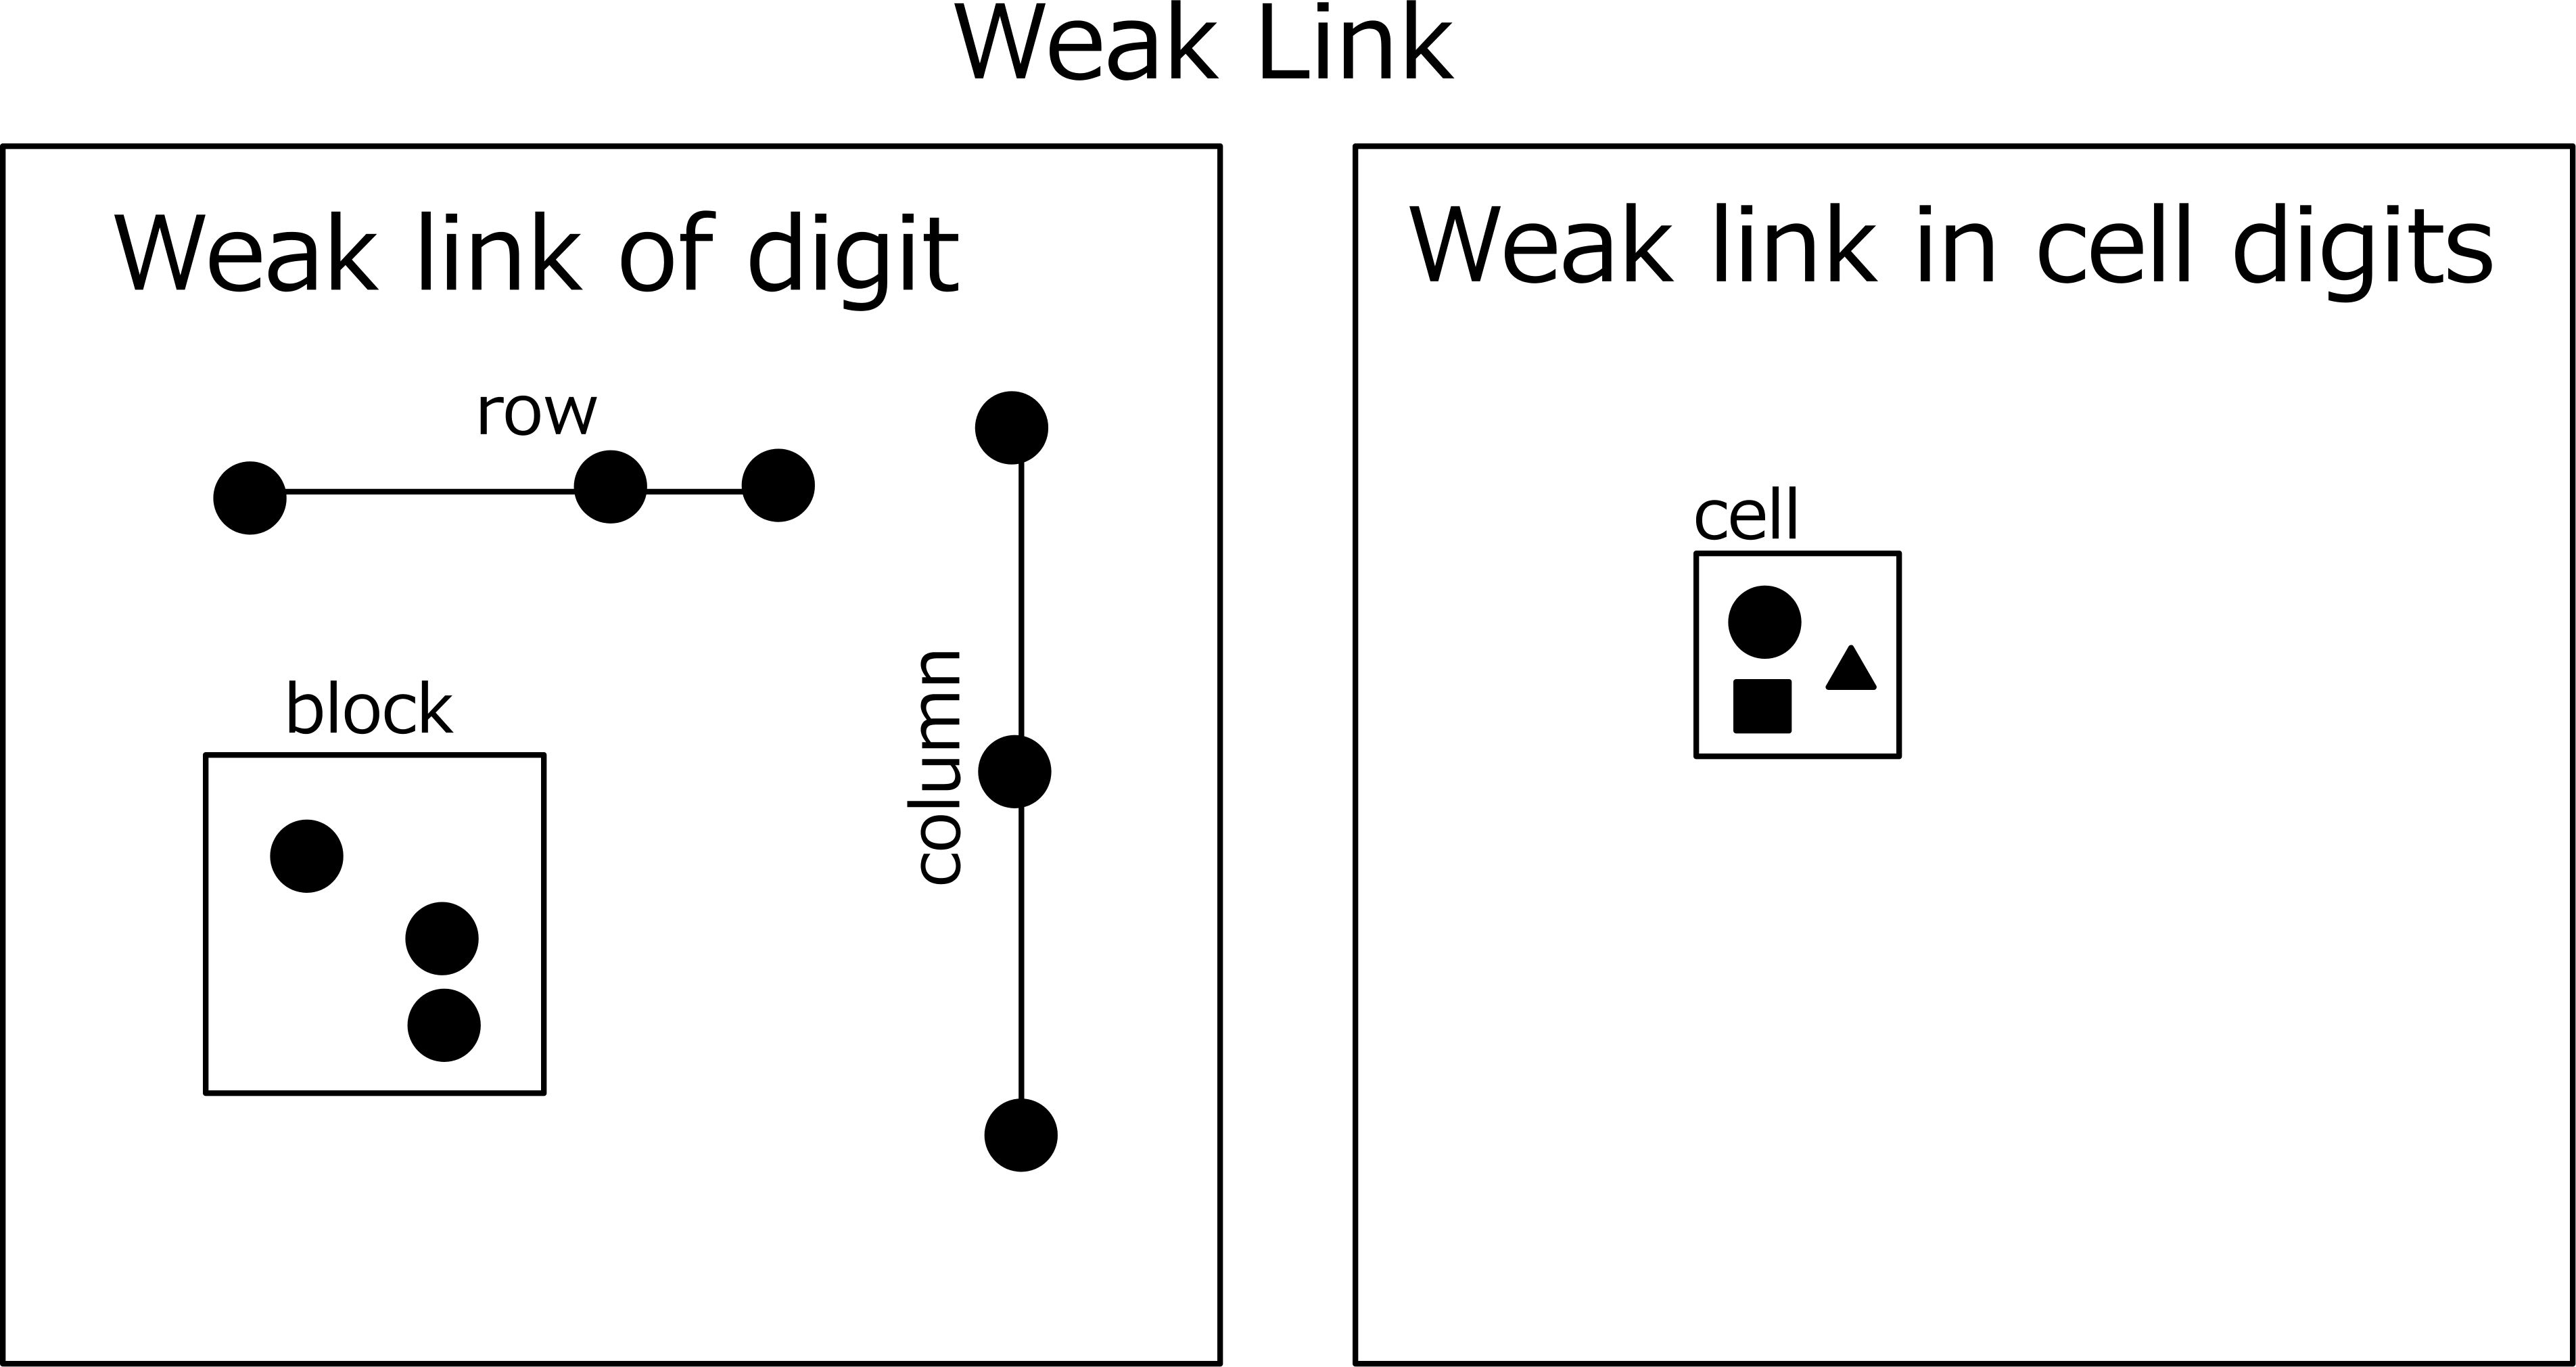 Weak Link
Weak link of digit
row
column
block
Weak link in cell digits
cell